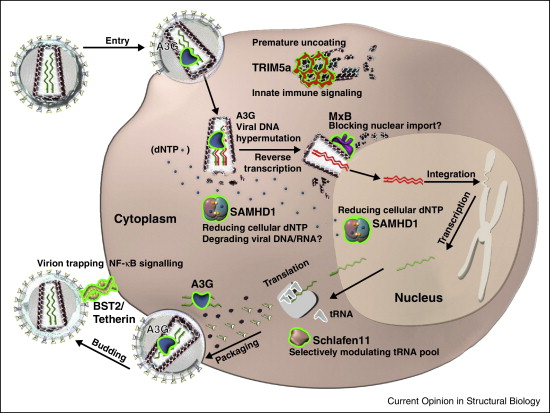 Entry
A3G
Premature uncoating
TRIM5a
Innate immune signaling
A3G
Viral DNA
hypermutation
MxB
Blocking nuclear import?
(dNTP
Reverse
transcription
Integration
Transcription
SAMHD1
Reducing cellular dNTP
Degrading viral DNA/RNA?
Reducing cellular dNTP
SAMHD1
Cytoplasm
Nucleus
Virion trapping NF-κB signalling
BST2/
Tetherin
A3G
Translation
tRNA
A3G
Schlafen11
Selectively modulating tRNA pool
Packaging
Budding
Current Opinion in Structural Biology